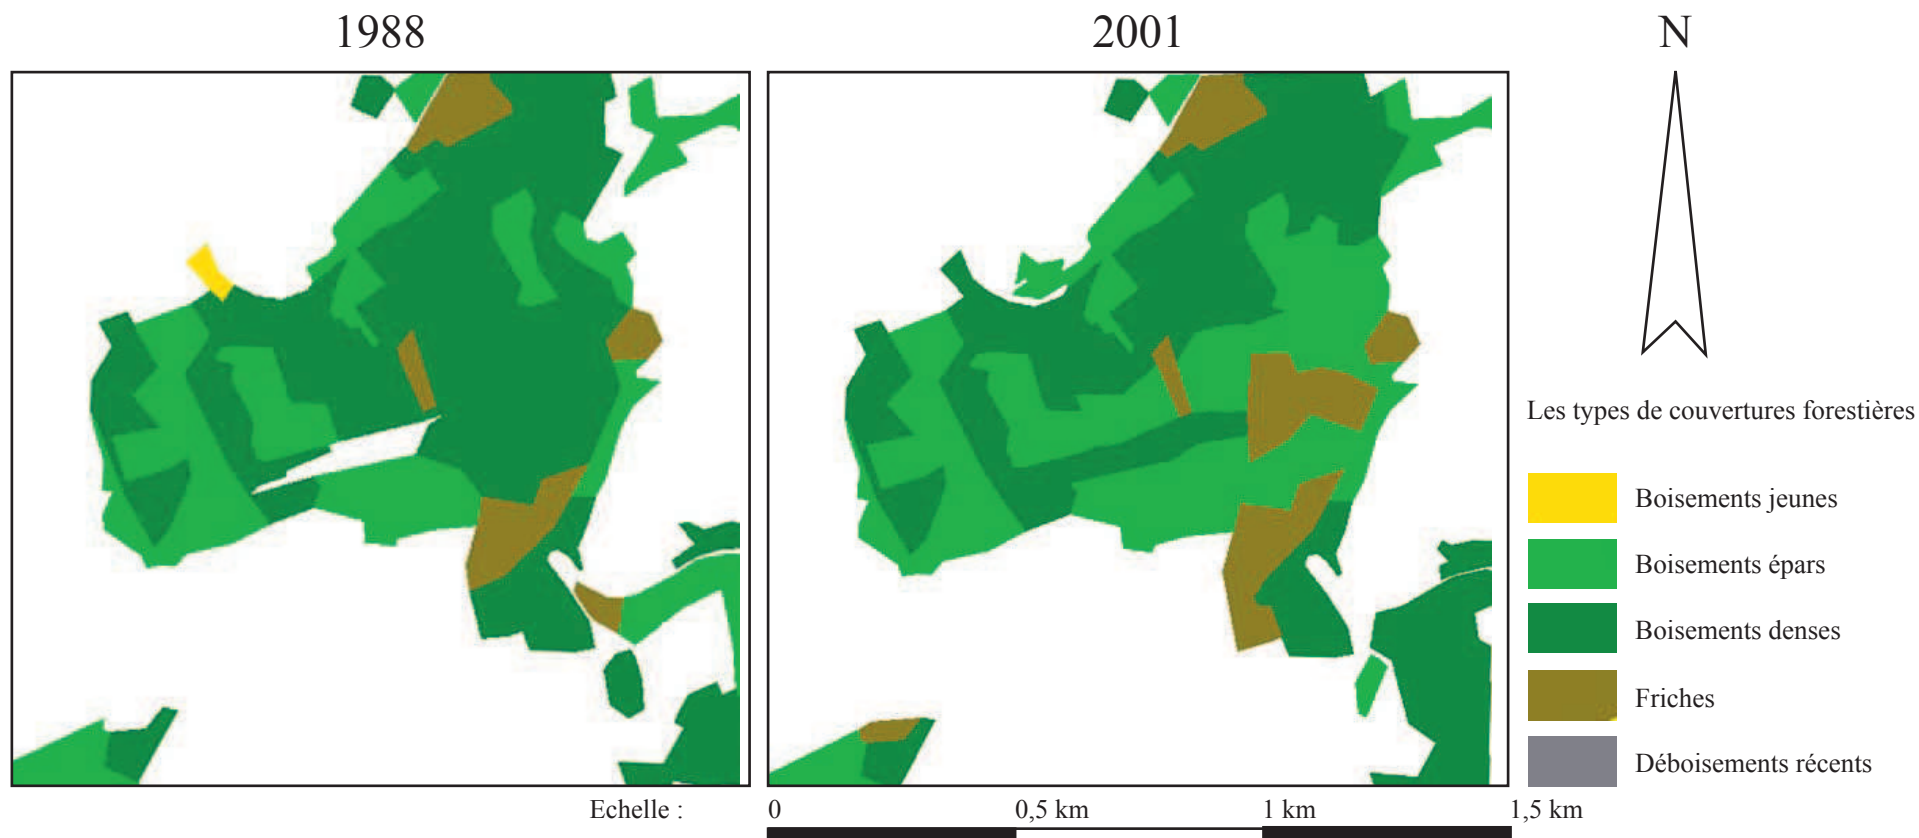 1988
2001
N
Les types de couvertures forestières
Boisements jeunes
Boisements épars
Boisements denses
Friches
Déboisements récents
Echelle : 0 0,5 km 1 km 1,5 km